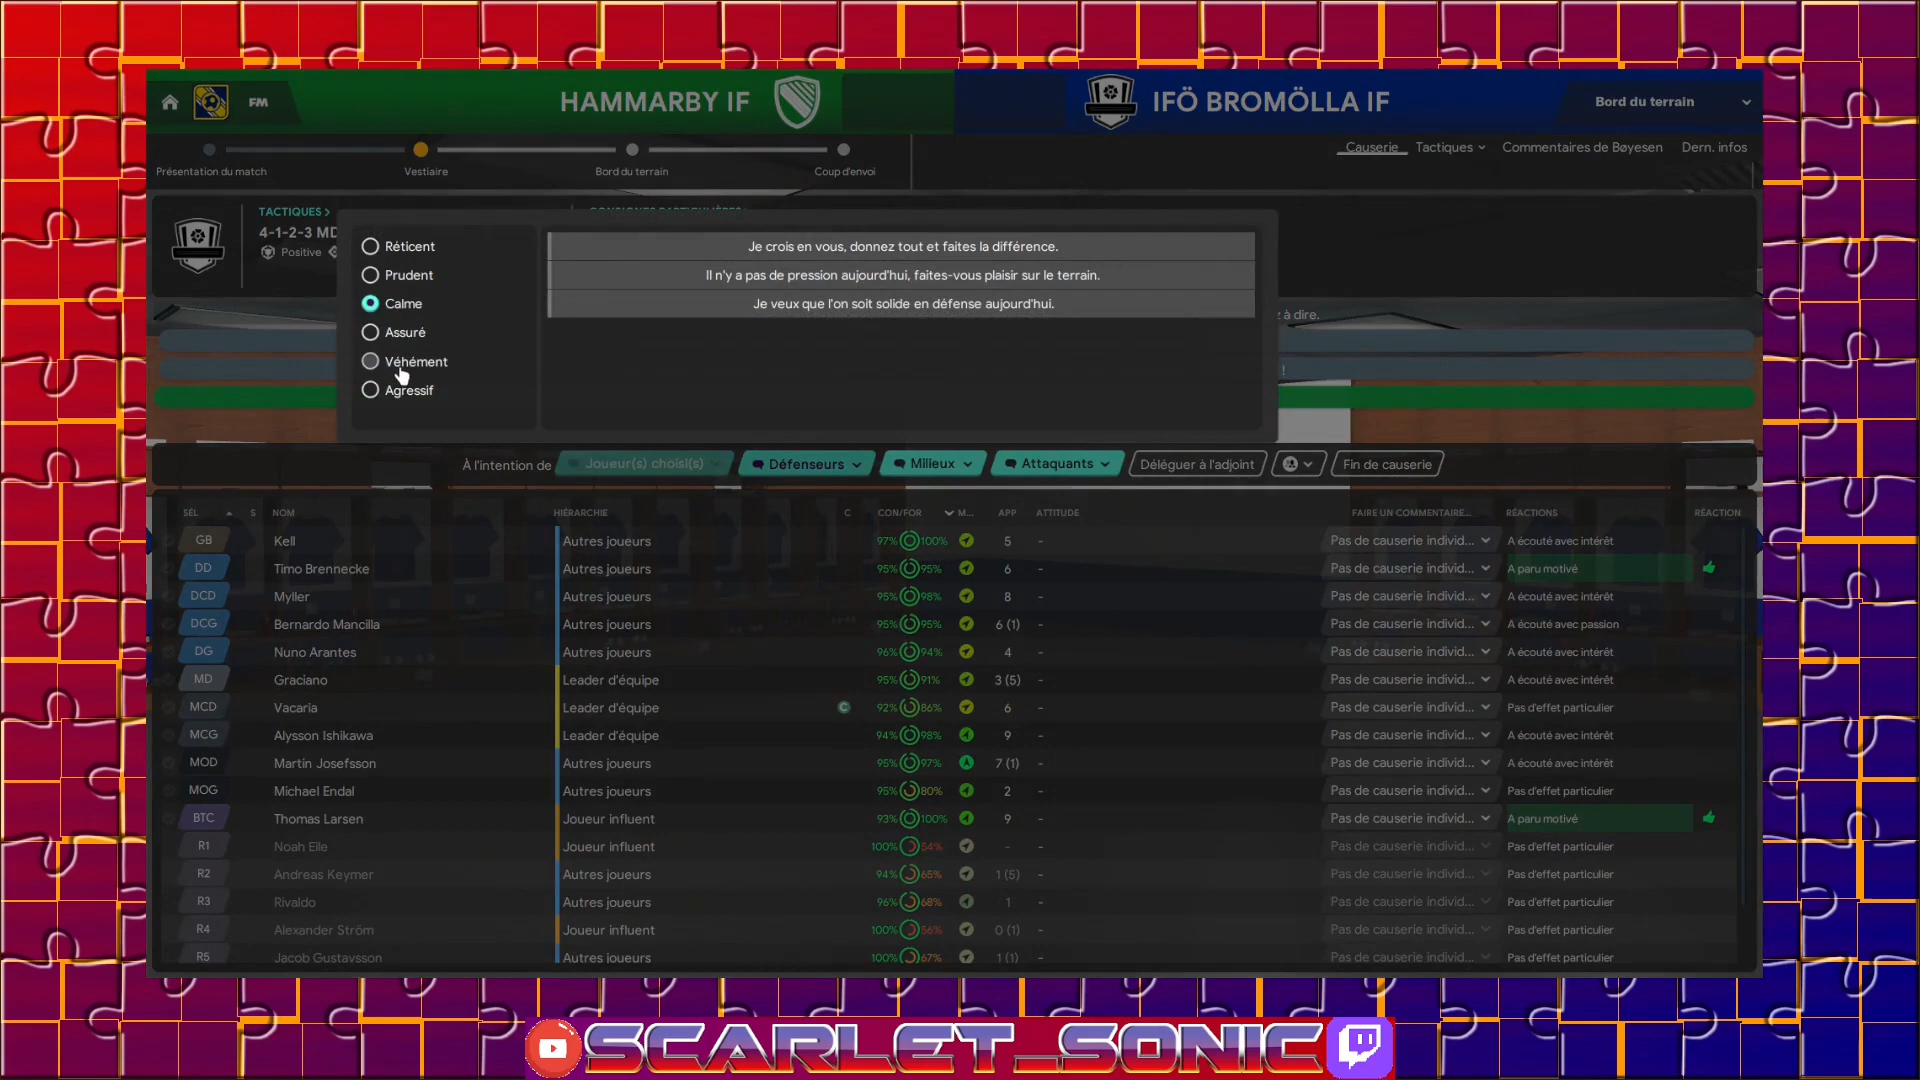 FM
HAMMARBY IF
IFÖ BROMÖLLA IF
Bord du terrain
Présentation du match
Vestiaire
Bord du terrain
Coup d'envoi
Causerie
Tactiques
Commentaires de Bøyesen
Dern. infos
TACTIQUES >
4-1-2-3 MD
Positive
Réticent
Prudent
Calme
Assuré
Véhément
Agressif
Je crois en vous, donnez tout et faites la différence.
Il n'y a pas de pression aujourd'hui, faites-vous plaisir sur le terrain.
Je veux que l'on soit solide en défense aujourd'hui.
à dire.
!
À l'intention de Joueur(s) choisi(s) Défenseurs Milieux Attaquants Déléguer à l'adjoint Fin de causerie
SÉL S NOM HIÉRARCHIE C CON/FOR M... APP ATTITUDE FAIRE UN COMMENTAIRE... RÉACTIONS RÉACTION
GB Kell Autres joueurs 97% 100% 5 - Pas de causerie individ... A écouté avec intérêt
DD Timo Brennecke Autres joueurs 95% 95% 6 - Pas de causerie individ... A paru motivé
DCD Myller Autres joueurs 95% 98% 8 - Pas de causerie individ... A écouté avec intérêt
DCG Bernardo Mancilla Autres joueurs 95% 95% 6 (1) - Pas de causerie individ... A écouté avec passion
DG Nuno Arantes Autres joueurs 96% 94% 4 - Pas de causerie individ... A écouté avec intérêt
MD Graciano Leader d'équipe 95% 91% 3 (5) - Pas de causerie individ... A écouté avec intérêt
MCD Vacaria Leader d'équipe C 92% 86% 6 - Pas de causerie individ... Pas d'effet particulier
MCG Alysson Ishikawa Leader d'équipe 94% 98% 9 - Pas de causerie individ... A écouté avec intérêt
MOD Martin Josefsson Autres joueurs 95% 97% 7 (1) - Pas de causerie individ... A écouté avec intérêt
MOG Michael Endal Autres joueurs 95% 80% 2 - Pas de causerie individ... Pas d'effet particulier
BTC Thomas Larsen Joueur influent 93% 100% 9 - Pas de causerie individ... A paru motivé
R1 Noah Elle Joueur influent 100% 54% - - Pas de causerie individ... Pas d'effet particulier
R2 Andreas Keymer Autres joueurs 94% 65% 1 (5) - Pas de causerie individ... Pas d'effet particulier
R3 Rivaldo Autres joueurs 96% 68% 1 - Pas de causerie individ... Pas d'effet particulier
R4 Alexander Ström Joueur influent 100% 56% 0 (1) - Pas de causerie individ... Pas d'effet particulier
R5 Jacob Gustavsson Autres joueurs 100% 67% 1 (1) - Pas de causerie individ... Pas d'effet particulier
SCARLET_SONIC